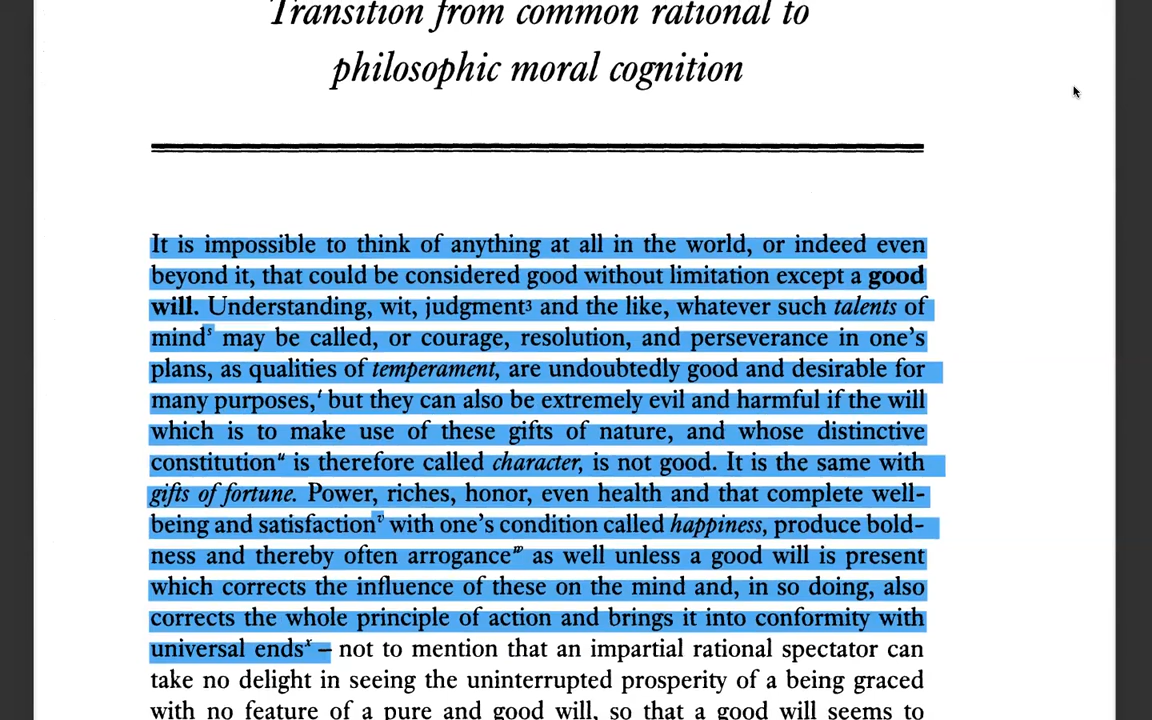 Transition from common rational to
philosophic moral cognition
It is impossible to think of anything at all in the world, or indeed even
beyond it, that could be considered good without limitation except a good
will. Understanding, wit, judgment³ and the like, whatever such talents of
mindˢ may be called, or courage, resolution, and perseverance in one’s
plans, as qualities of temperament, are undoubtedly good and desirable for
many purposes,ᵗ but they can also be extremely evil and harmful if the will
which is to make use of these gifts of nature, and whose distinctive
constitutionᵘ is therefore called character, is not good. It is the same with
gifts of fortune. Power, riches, honor, even health and that complete well-
being and satisfactionᵛ with one’s condition called happiness, produce bold-
ness and thereby often arroganceʷ as well unless a good will is present
which corrects the influence of these on the mind and, in so doing, also
corrects the whole principle of action and brings it into conformity with
universal endsˣ – not to mention that an impartial rational spectator can
take no delight in seeing the uninterrupted prosperity of a being graced
with no feature of a pure and good will, so that a good will seems to